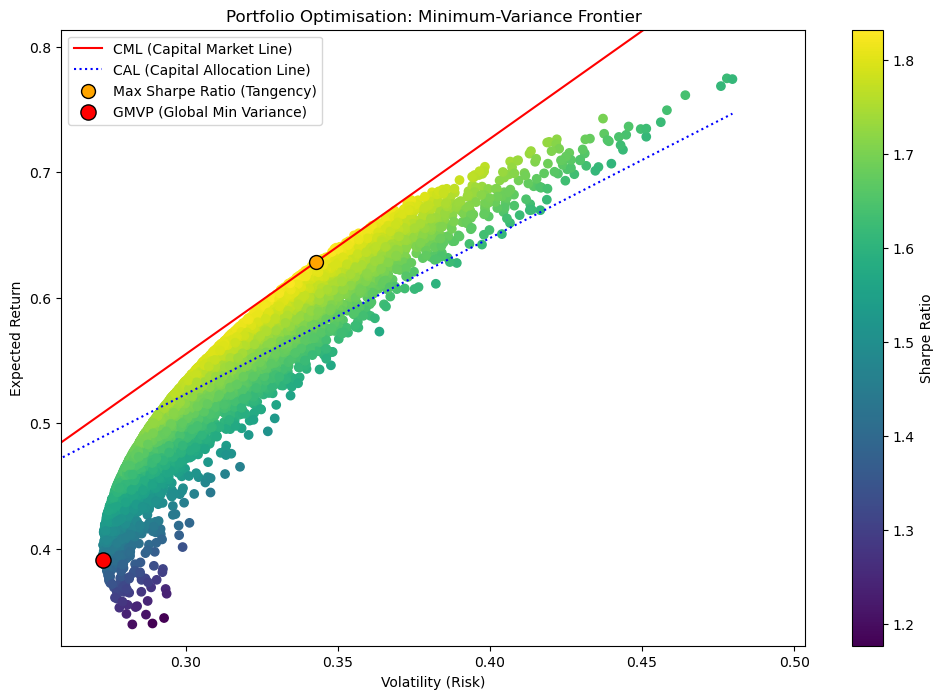 Portfolio Optimisation: Minimum-Variance Frontier
CML (Capital Market Line)
CAL (Capital Allocation Line)
Max Sharpe Ratio (Tangency)
GMVP (Global Min Variance)
0.8
0.7
0.6
0.5
0.4
Expected Return
0.30
0.35
0.40
0.45
0.50
Volatility (Risk)
1.8
1.7
1.6
1.5
1.4
1.3
1.2
Sharpe Ratio